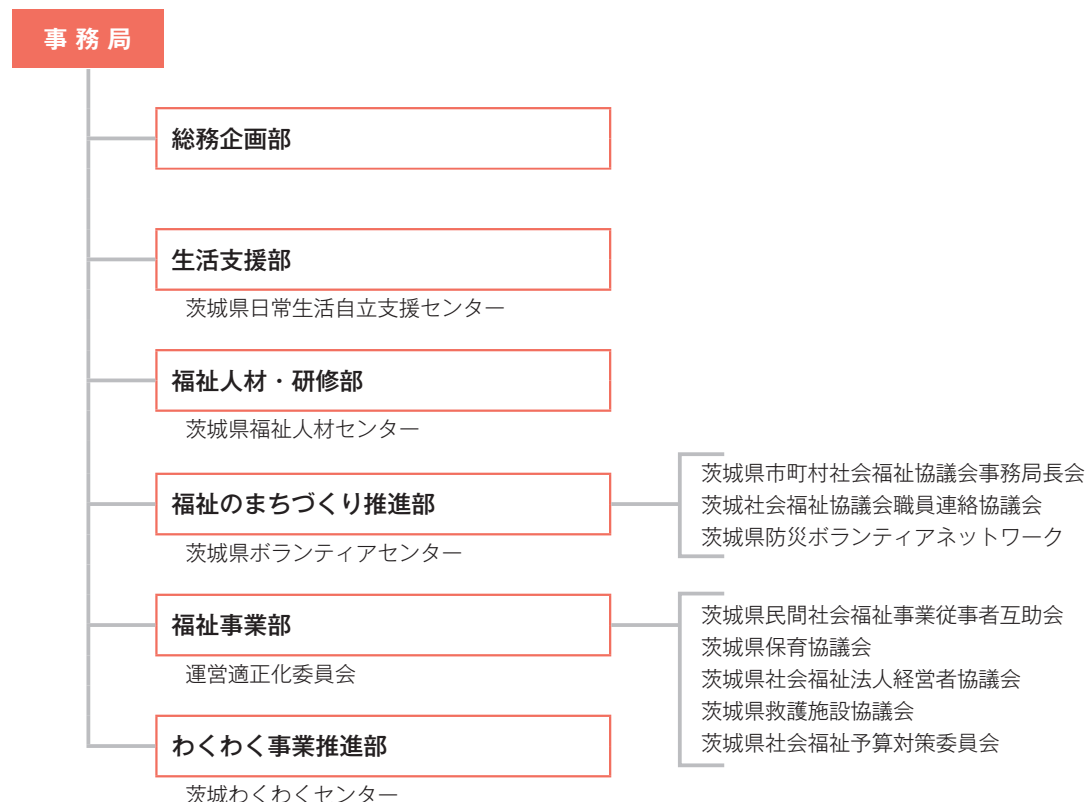 事務局
総務企画部
生活支援部
茨城県日常生活自立支援センター
福祉人材・研修部
茨城県福祉人材センター
福祉のまちづくり推進部
茨城県ボランティアセンター
茨城県市町村社会福祉協議会事務局長会
茨城社会福祉協議会職員連絡協議会
茨城県防災ボランティアネットワーク
福祉事業部
運営適正化委員会
茨城県民間社会福祉事業従事者互助会
茨城県保育協議会
茨城県社会福祉法人経営者協議会
茨城県救護施設協議会
茨城県社会福祉予算対策委員会
わくわく事業推進部
茨城わくわくセンター